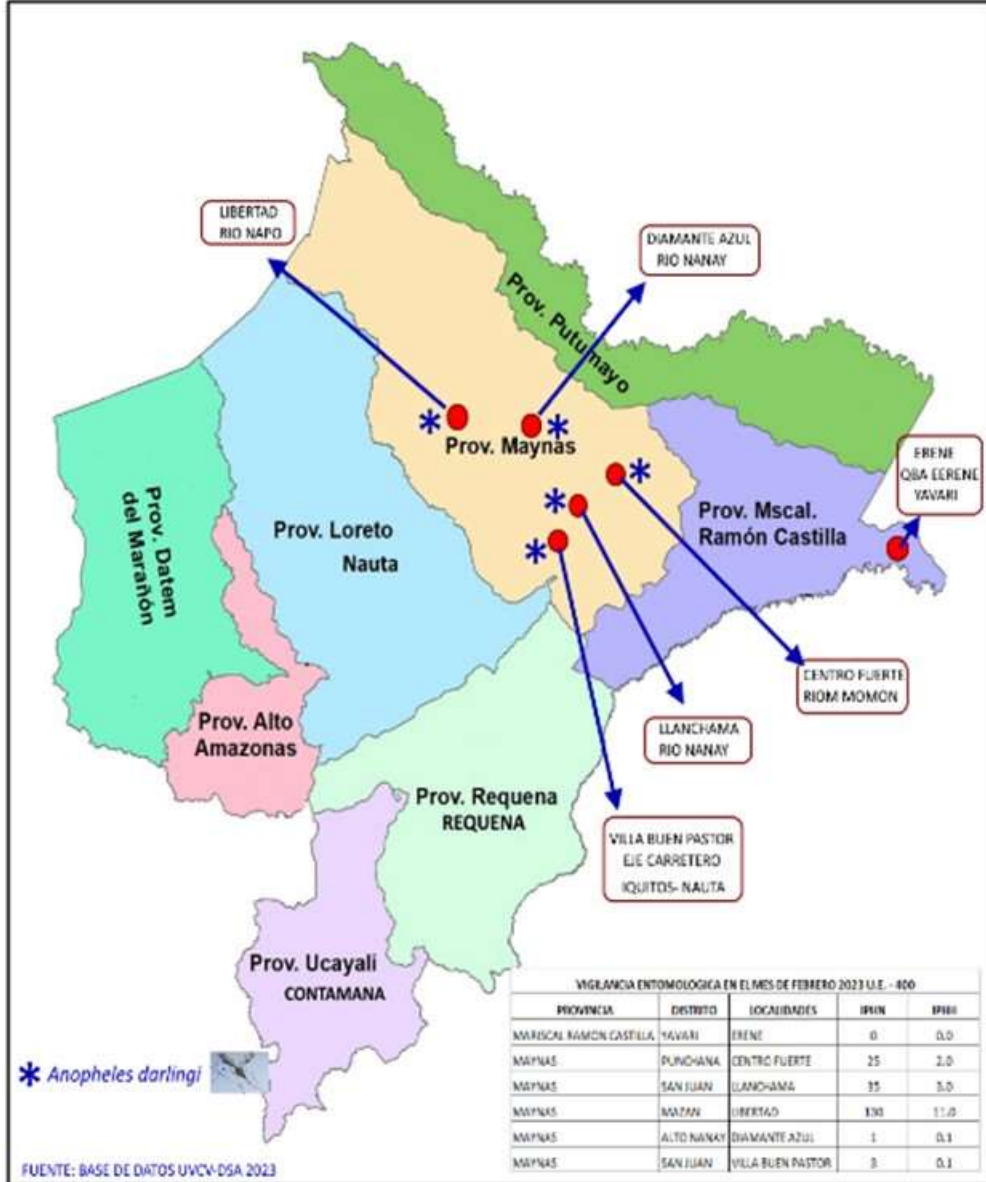 LIBERTAD
RIO NAPO
DIAMANTE AZUL
RIO NANAY
Prov. Putumayo
Prov. Maynas
ERENE
QBA EERENE
YAVARI
Prov. Datem
del Marañón
Prov. Loreto
Nauta
Prov. Mscal.
Ramón Castilla
CENTRO FUERTE
RIOM MOMON
Prov. Alto
Amazonas
LLANCHAMA
RIO NANAY
Prov. Requena
REQUENA
VILLA BUEN PASTOR
EJE CARRETERO
IQUITOS- NAUTA
Prov. Ucayali
CONTAMANA
* Anopheles darlingi
FUENTE: BASE DE DATOS UVCV-DSA 2023
VIGILANCIA ENTOMOLOGICA EN EL MES DE FEBRERO 2023 U.E. - 400
PROVINCIA DISTRITO LOCALIDADES IPHN IPHH
MARISCAL RAMON CASTILLA YAVARI ERENE 0 0.0
MAYNAS PUNCHANA CENTRO FUERTE 25 2.0
MAYNAS SAN JUAN LLANCHAMA 35 3.0
MAYNAS MAZAN LIBERTAD 11.0
MAYNAS ALTO NANAY DIAMANTE AZUL 1 0.1
MAYNAS SAN JUAN VILLA BUEN PASTOR 3 0.1